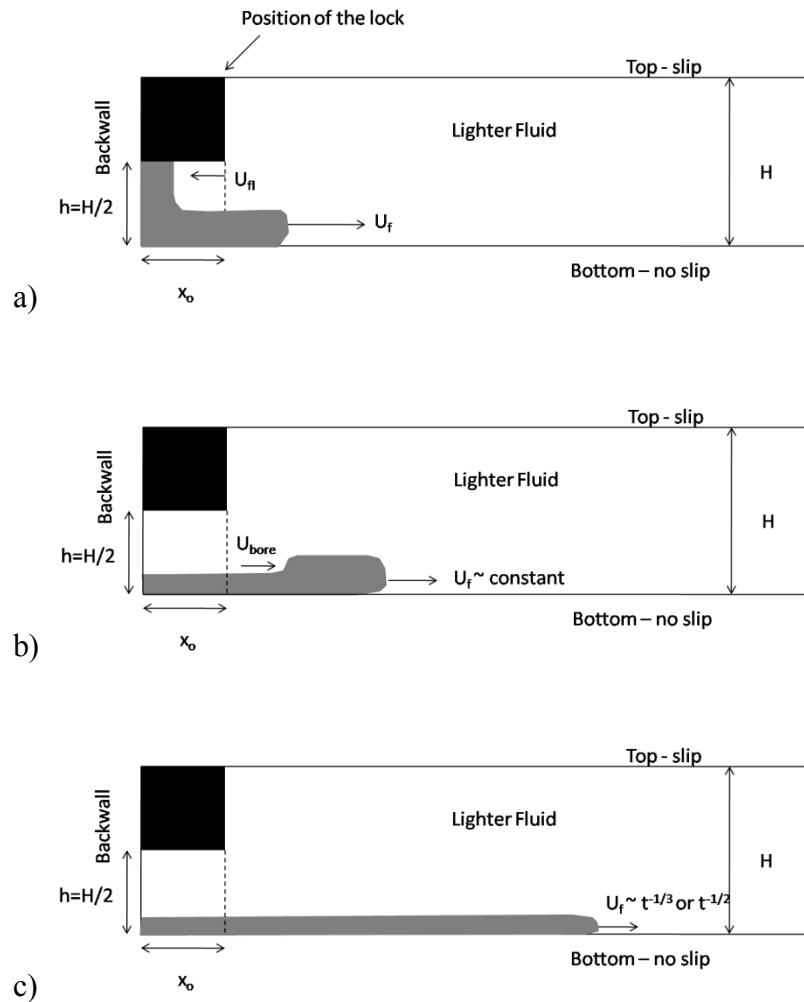 Position of the lock
Top - slip
Backwall
Lighter Fluid
U_fl
H
h=H/2
U_f
Bottom – no slip
x_o
a)
Top - slip
Backwall
Lighter Fluid
H
U_bore
h=H/2
U_f ~ constant
Bottom – no slip
x_o
b)
Top - slip
Backwall
Lighter Fluid
H
U_f ~ t^-1/3 or t^-1/2
h=H/2
Bottom – no slip
x_o
c)